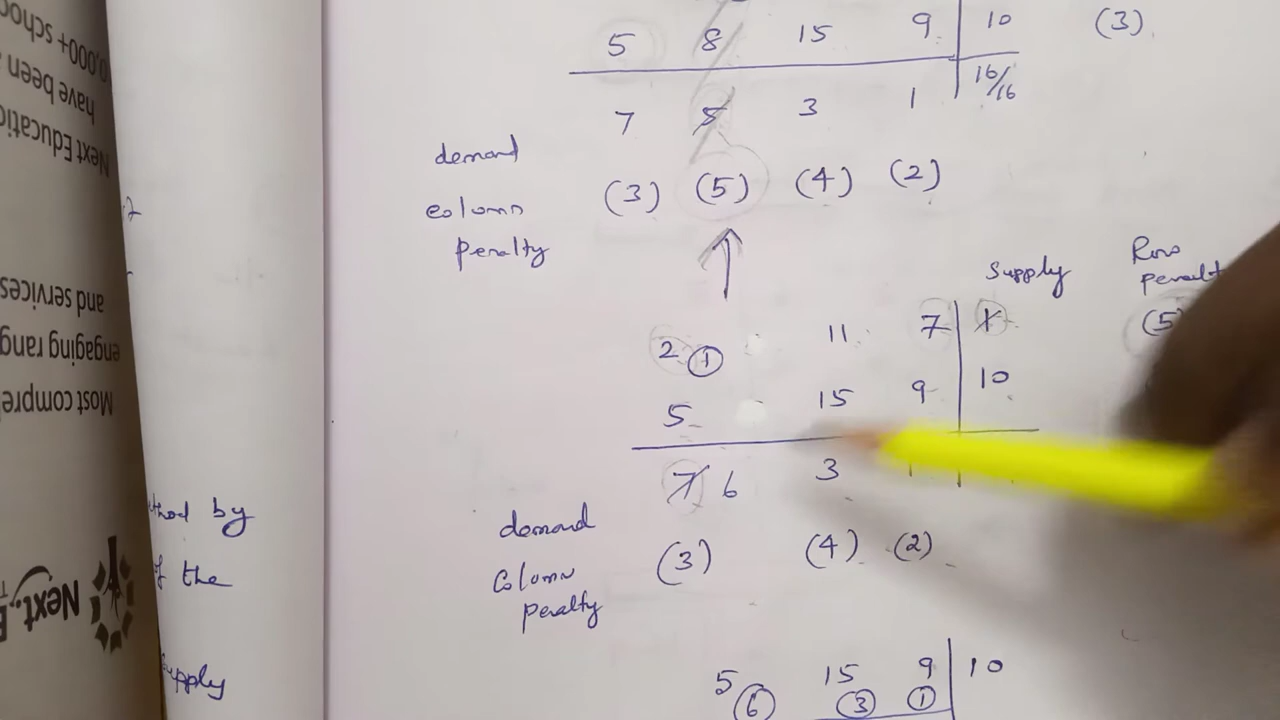 5 8 15 9 10 (3)
7 8 3 1 16/16
demand
column penalty (3) (5) (4) (2)
Supply Row penalt
2 1 11 7 1 (5)
5 15 9 10
7 6 3 1
demand
Column penalty (3) (4) (2)
5 6 15 3 9 1 10
by
of the
supply
0,000+ schoo
have been
Next Educatio
and services
engaging rang
Most compre
Next.